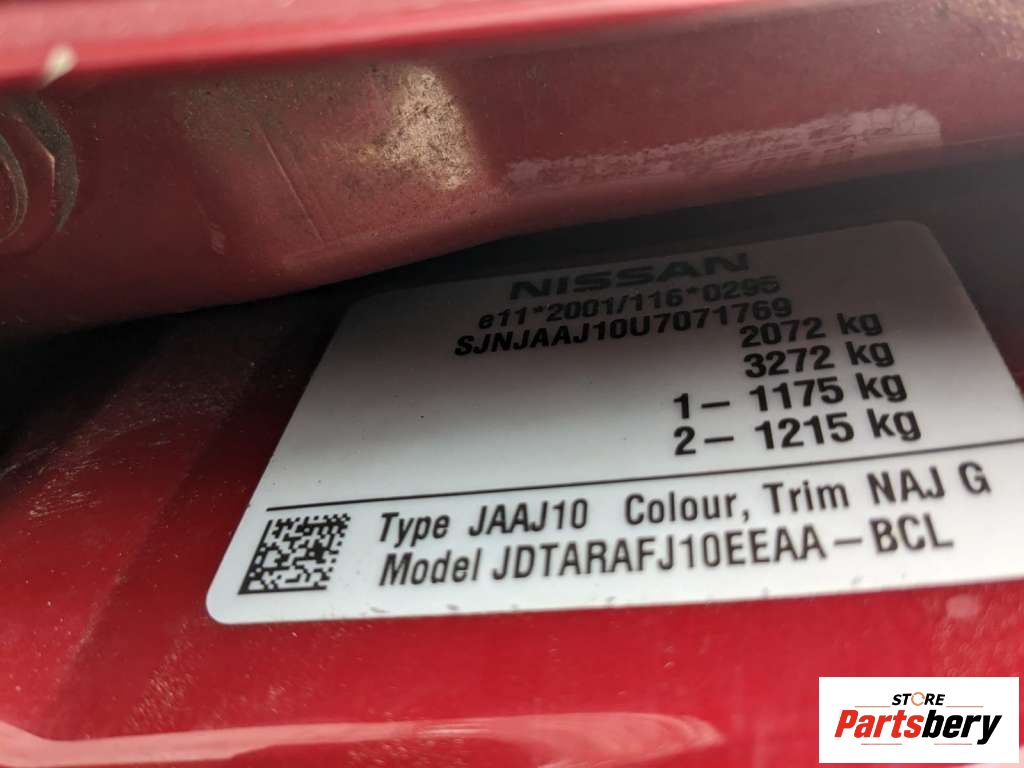 NISSAN
e11*2001/116*0295
SJNJAAJ10U7071769
2072 kg
3272 kg
1– 1175 kg
2– 1215 kg
Type JAAJ10 Colour, Trim NAJ G
Model JDTARAFJ10EEAA–BCL
STORE
Partsbery